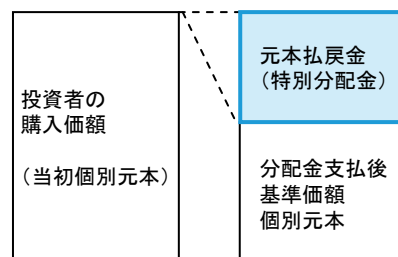 投資者の
購入価額
（当初個別元本）
元本払戻金
（特別分配金）
分配金支払後
基準価額
個別元本